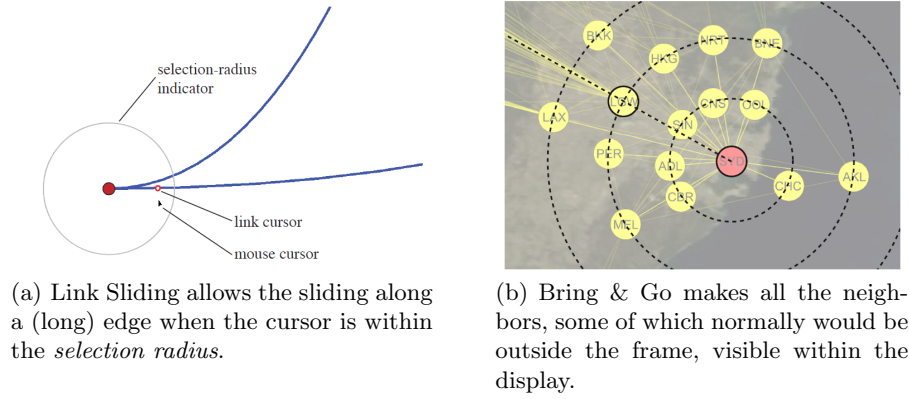 selection-radius
indicator
link cursor
mouse cursor
(a) Link Sliding allows the sliding along
a (long) edge when the cursor is within
the selection radius.
BKK
HKG
NRT
BNE
LGW
LAX
CNS
OOL
SIN
PER
ADL
SYD
CHC
AKL
CBR
MEL
(b) Bring & Go makes all the neigh-
bors, some of which normally would be
outside the frame, visible within the
display.